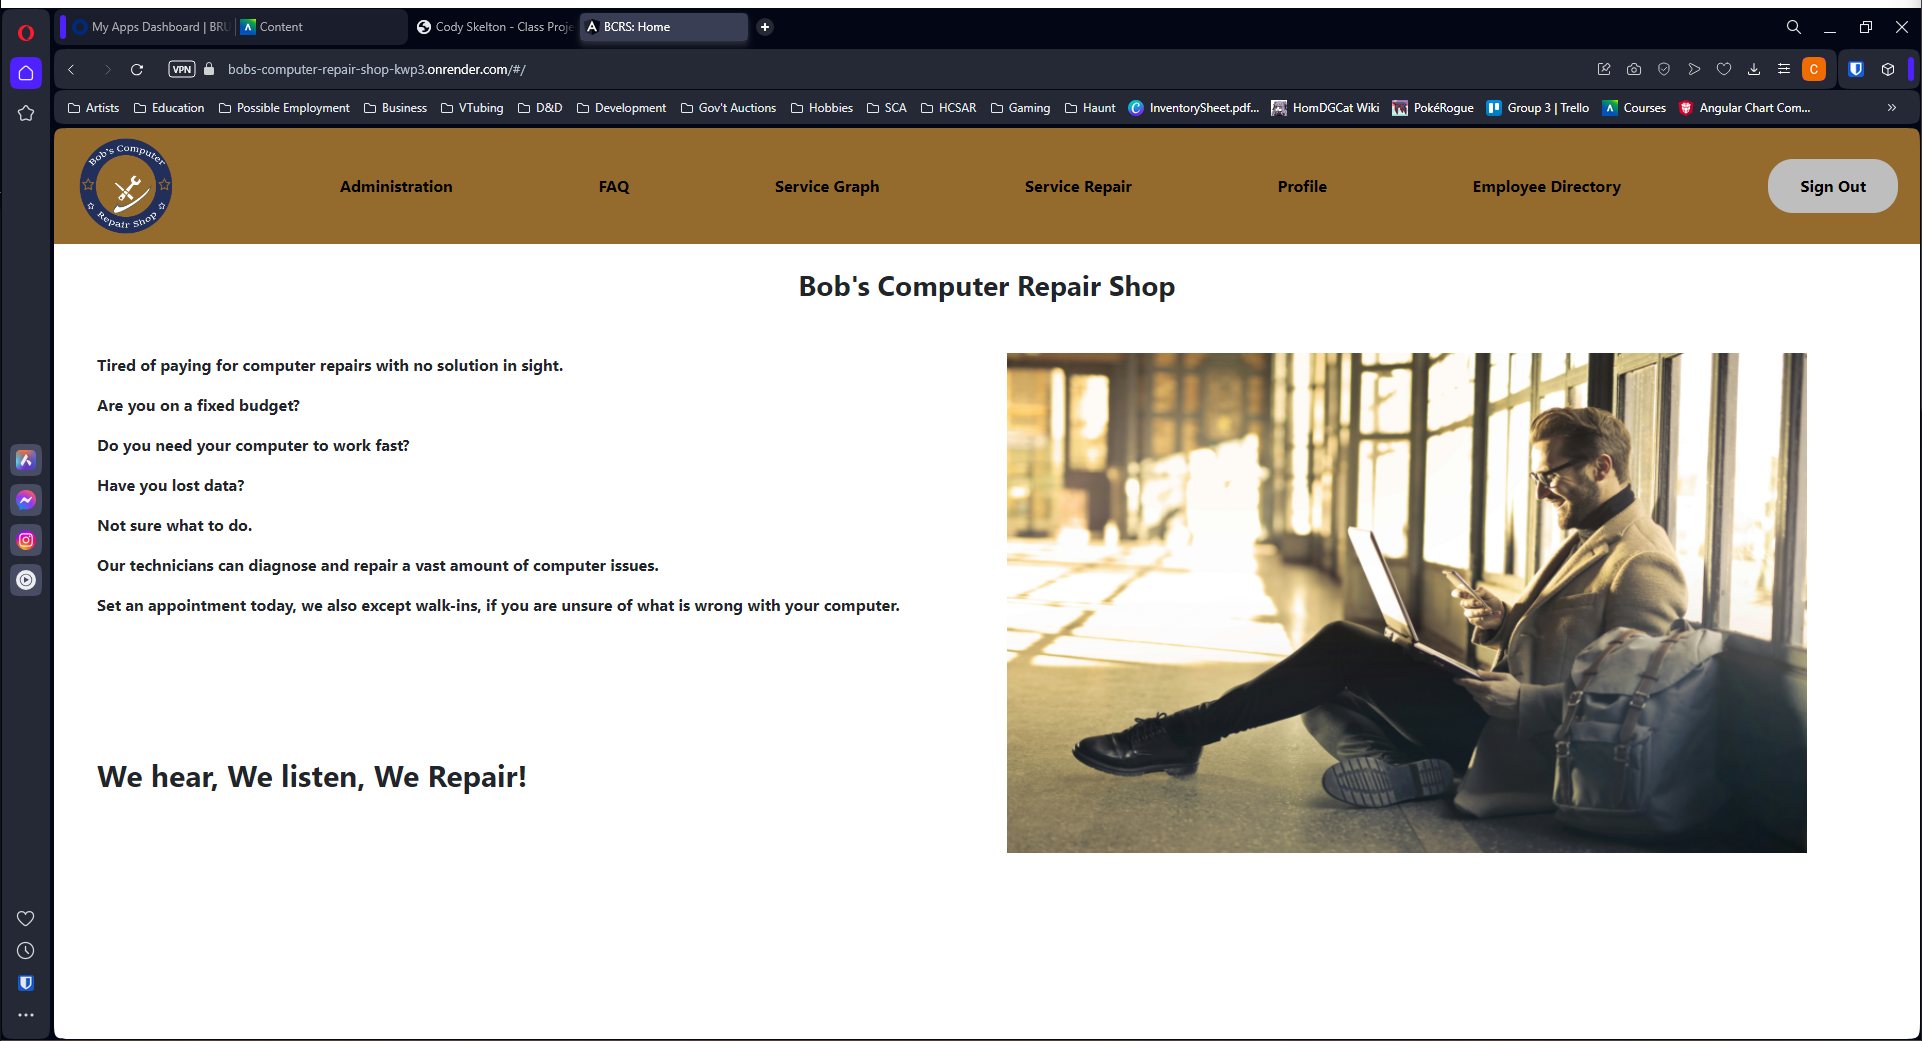 My Apps Dashboard | BRU
Content
Cody Skelton - Class Proje
BCRS: Home
VPN
bobs-computer-repair-shop-kwp3.onrender.com/#/
C
Artists
Education
Possible Employment
Business
VTubing
D&D
Development
Gov't Auctions
Hobbies
SCA
HCSAR
Gaming
Haunt
InventorySheet.pdf...
HomDGCat Wiki
PokéRogue
Group 3 | Trello
Courses
Angular Chart Com...
Bob's Computer
Repair Shop
Administration
FAQ
Service Graph
Service Repair
Profile
Employee Directory
Sign Out
Bob's Computer Repair Shop
Tired of paying for computer repairs with no solution in sight.
Are you on a fixed budget?
Do you need your computer to work fast?
Have you lost data?
Not sure what to do.
Our technicians can diagnose and repair a vast amount of computer issues.
Set an appointment today, we also except walk-ins, if you are unsure of what is wrong with your computer.
We hear, We listen, We Repair!